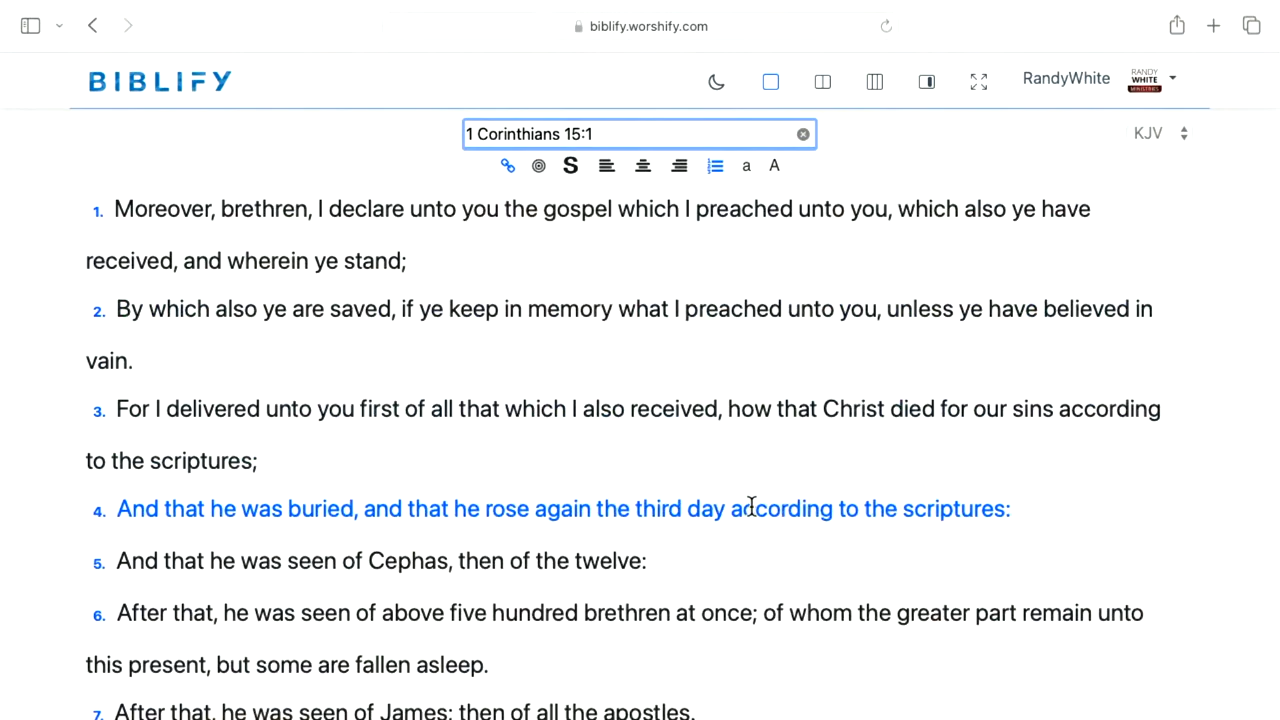 biblify.worshify.com
BIBLIFY
RandyWhite
RANDY
WHITE
MINISTRIES
1 Corinthians 15:1
KJV
S
a A
1. Moreover, brethren, I declare unto you the gospel which I preached unto you, which also ye have
received, and wherein ye stand;
2. By which also ye are saved, if ye keep in memory what I preached unto you, unless ye have believed in
vain.
3. For I delivered unto you first of all that which I also received, how that Christ died for our sins according
to the scriptures;
4. And that he was buried, and that he rose again the third day according to the scriptures:
5. And that he was seen of Cephas, then of the twelve:
6. After that, he was seen of above five hundred brethren at once; of whom the greater part remain unto
this present, but some are fallen asleep.
7. After that, he was seen of James; then of all the apostles.